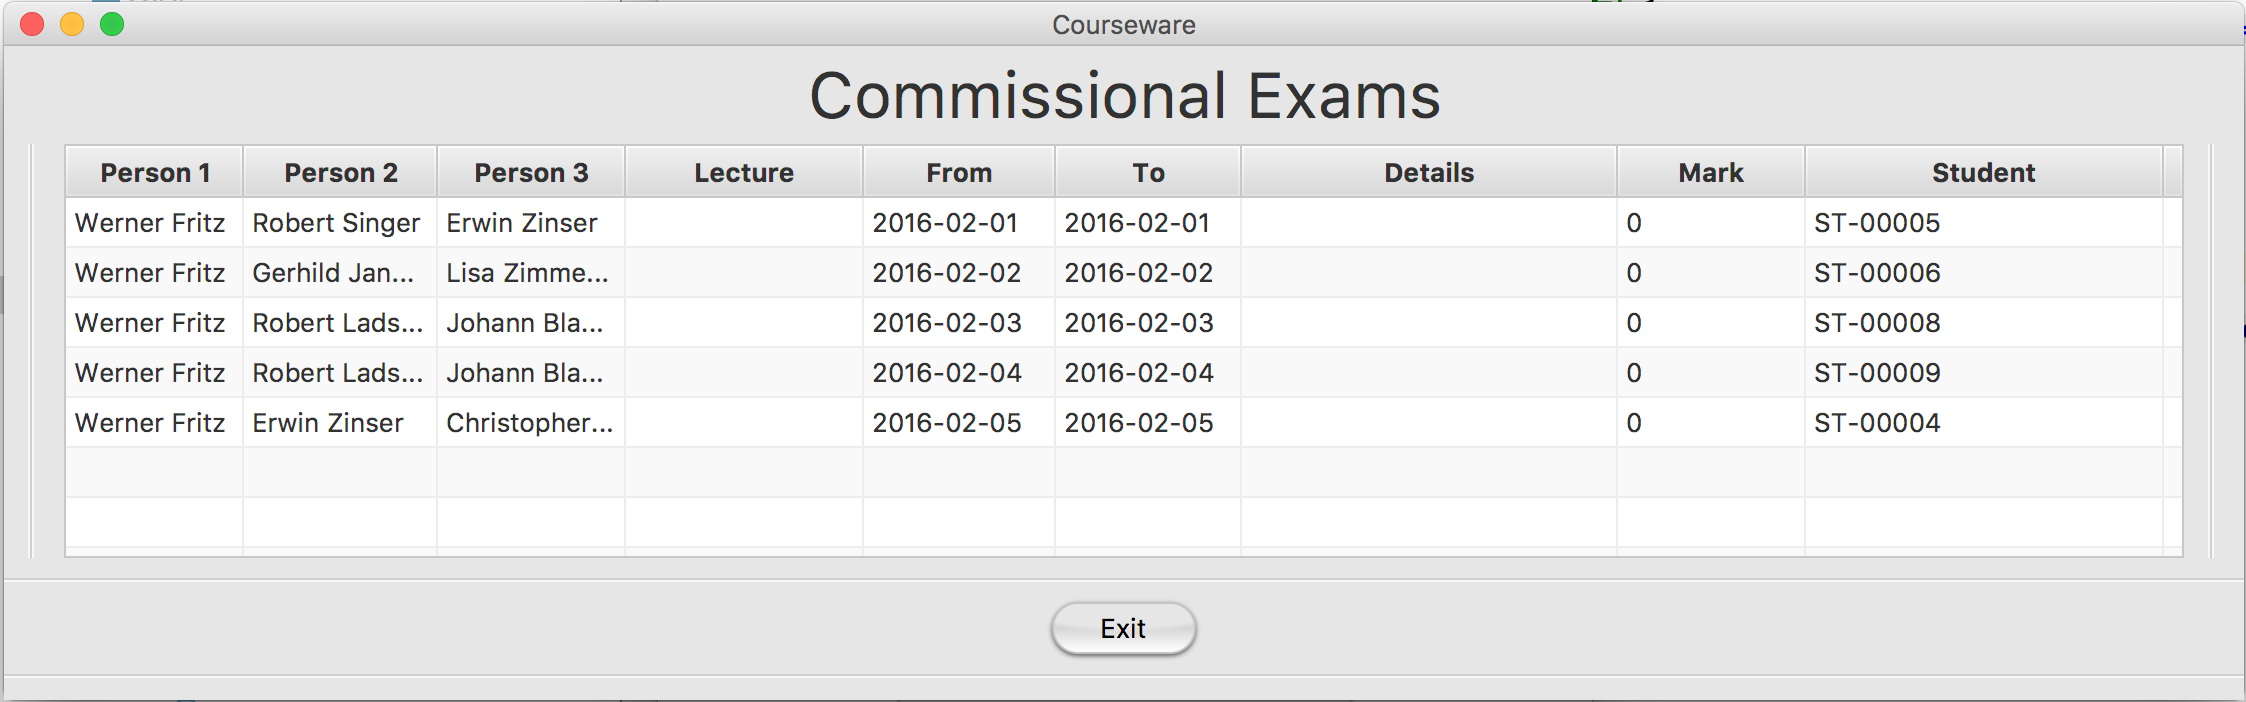 Courseware
Commissional Exams
Person 1 Person 2 Person 3 Lecture From To Details Mark Student
Werner Fritz Robert Singer Erwin Zinser 2016-02-01 2016-02-01 0 ST-00005
Werner Fritz Gerhild Jan... Lisa Zimme... 2016-02-02 2016-02-02 0 ST-00006
Werner Fritz Robert Lads... Johann Bla... 2016-02-03 2016-02-03 0 ST-00008
Werner Fritz Robert Lads... Johann Bla... 2016-02-04 2016-02-04 0 ST-00009
Werner Fritz Erwin Zinser Christopher... 2016-02-05 2016-02-05 0 ST-00004
Exit